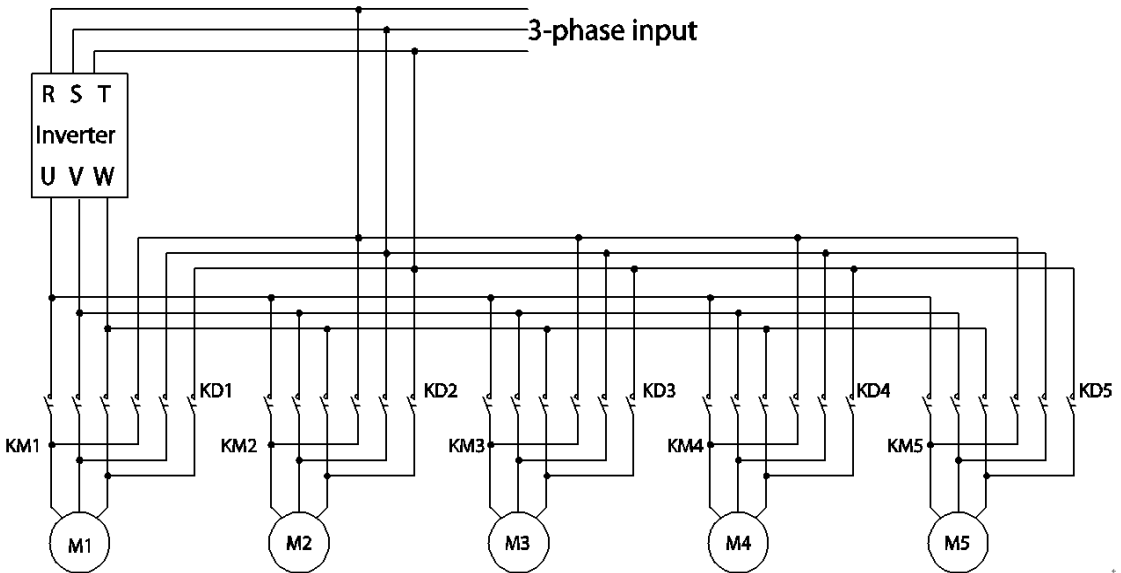 3-phase input
R S T
Inverter
U V W
KD1 KD2 KD3 KD4 KD5
KM1 KM2 KM3 KM4 KM5
M1 M2 M3 M4 M5